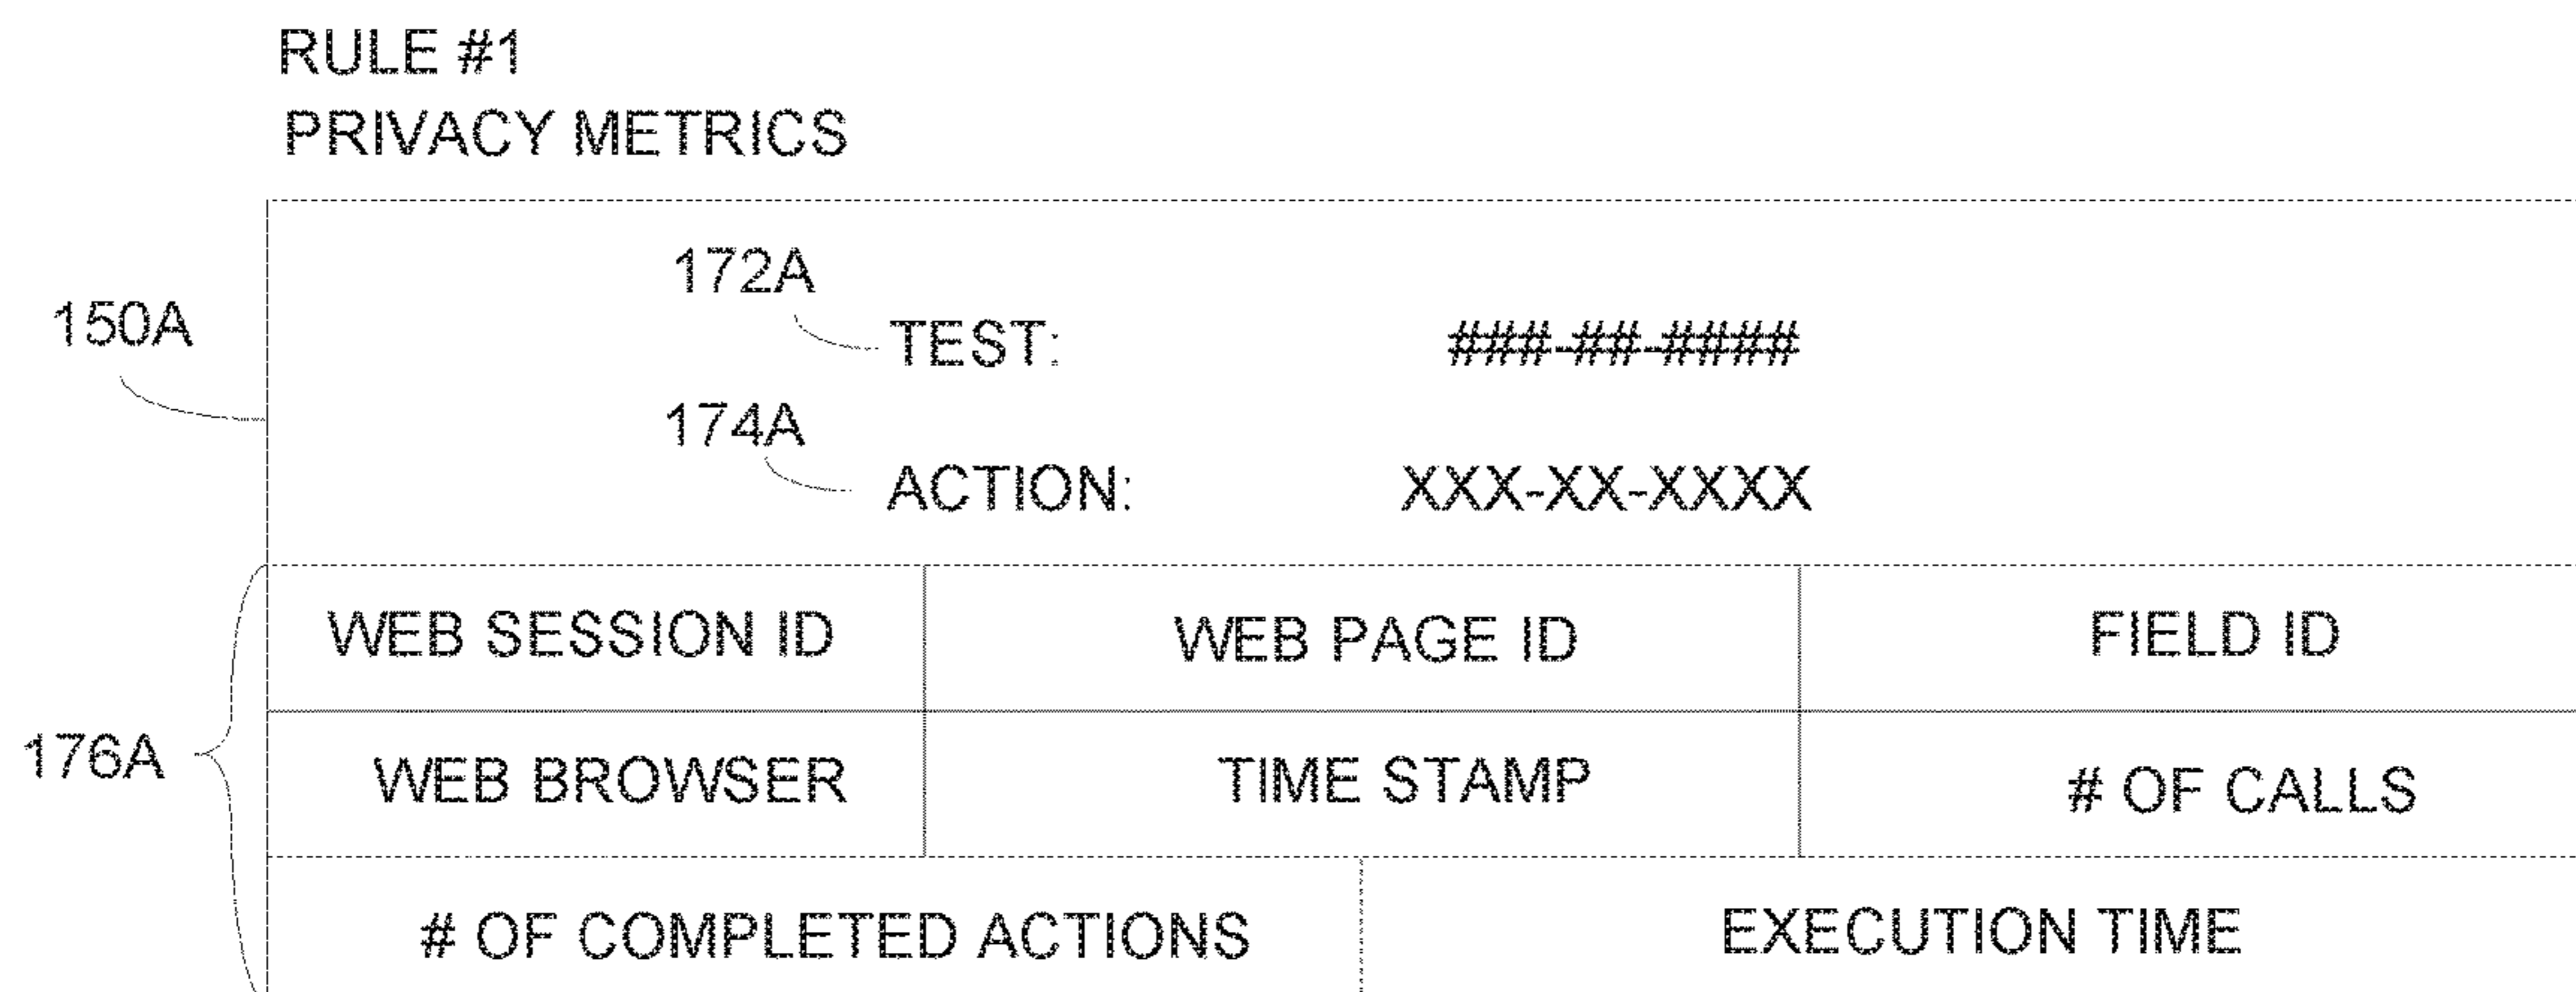 RULE #1
PRIVACY METRICS
172A
150A
TEST: ###-##-####
174A
ACTION: XXX-XX-XXXX
WEB SESSION ID WEB PAGE ID FIELD ID
176A
WEB BROWSER TIME STAMP # OF CALLS
# OF COMPLETED ACTIONS EXECUTION TIME